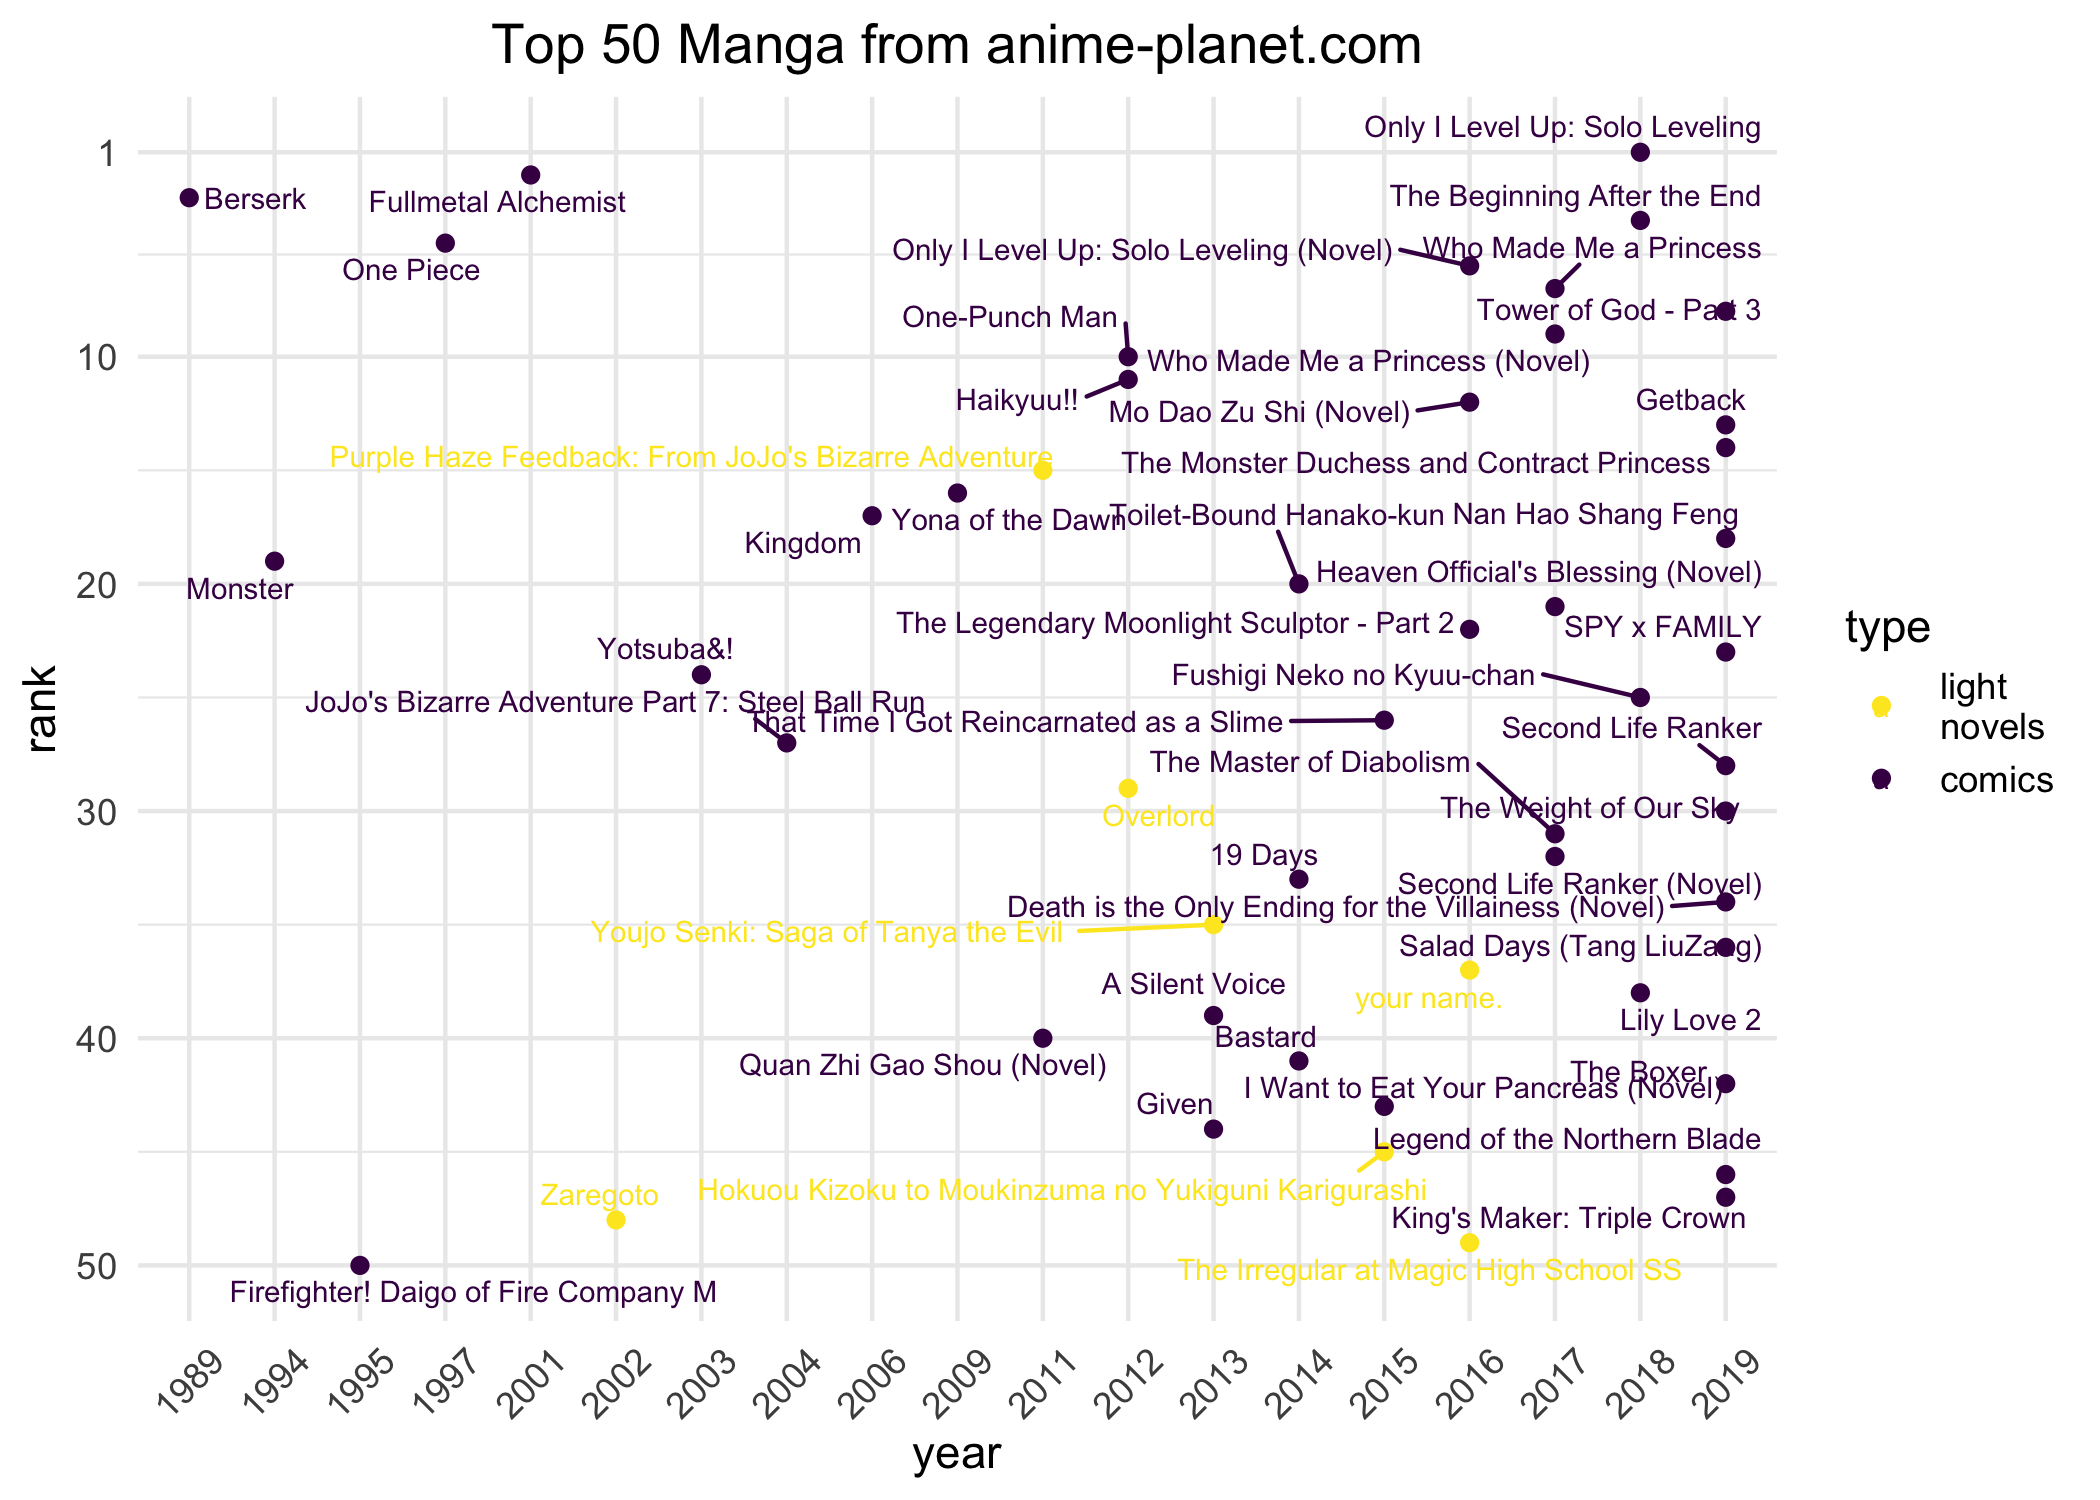 Top 50 Manga from anime-planet.com
Only I Level Up: Solo Leveling
1
Berserk
Fullmetal Alchemist
The Beginning After the End
One Piece
Only I Level Up: Solo Leveling (Novel)
Who Made Me a Princess
One-Punch Man
Tower of God - Part 3
10
Who Made Me a Princess (Novel)
Haikyuu!!
Mo Dao Zu Shi (Novel)
Getback
Purple Haze Feedback: From JoJo's Bizarre Adventure
The Monster Duchess and Contract Princess
Yona of the Dawn
Toilet-Bound Hanako-kun
Nan Hao Shang Feng
Kingdom
Monster
20
Heaven Official's Blessing (Novel)
The Legendary Moonlight Sculptor - Part 2
SPY x FAMILY
Yotsuba&!
Fushigi Neko no Kyuu-chan
JoJo's Bizarre Adventure Part 7: Steel Ball Run
That Time I Got Reincarnated as a Slime
Second Life Ranker
The Master of Diabolism
30
Overlord
The Weight of Our Sky
19 Days
Second Life Ranker (Novel)
Death is the Only Ending for the Villainess (Novel)
Youjo Senki: Saga of Tanya the Evil
Salad Days (Tang LiuZang)
A Silent Voice
your name.
Lily Love 2
40
Quan Zhi Gao Shou (Novel)
Bastard
The Boxer
I Want to Eat Your Pancreas (Novel)
Given
Legend of the Northern Blade
Zaregoto
Hokuou Kizoku to Moukinzuma no Yukiguni Karigurashi
King's Maker: Triple Crown
50
The Irregular at Magic High School SS
Firefighter! Daigo of Fire Company M
rank
1989 1994 1995 1997 2001 2002 2003 2004 2006 2009 2011 2012 2013 2014 2015 2016 2017 2018 2019
year
type
light
novels
comics